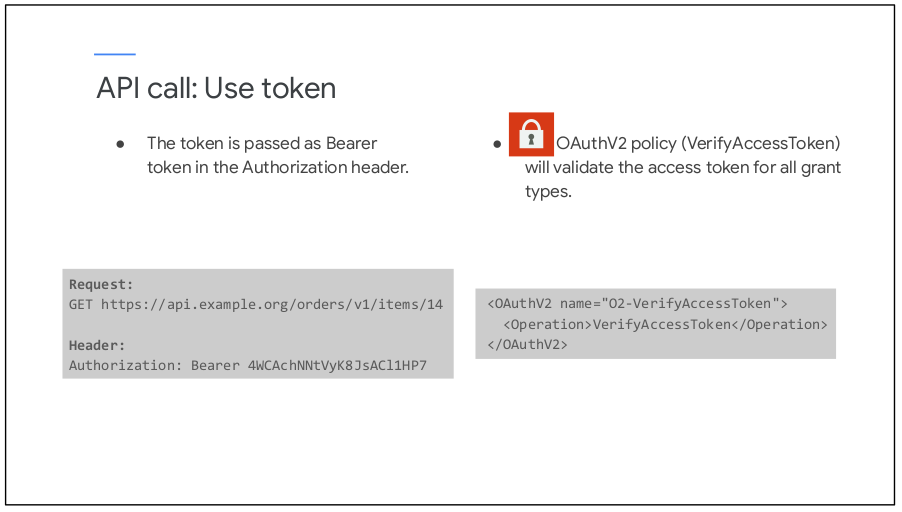 API call: Use token
● The token is passed as Bearer
token in the Authorization header.
● OAuthV2 policy (VerifyAccessToken)
will validate the access token for all grant
types.
Request:
GET https://api.example.org/orders/v1/items/14
Header:
Authorization: Bearer 4WCAchNNtVyK8JsACl1HP7
<OAuthV2 name="O2-VerifyAccessToken">
<Operation>VerifyAccessToken</Operation>
</OAuthV2>